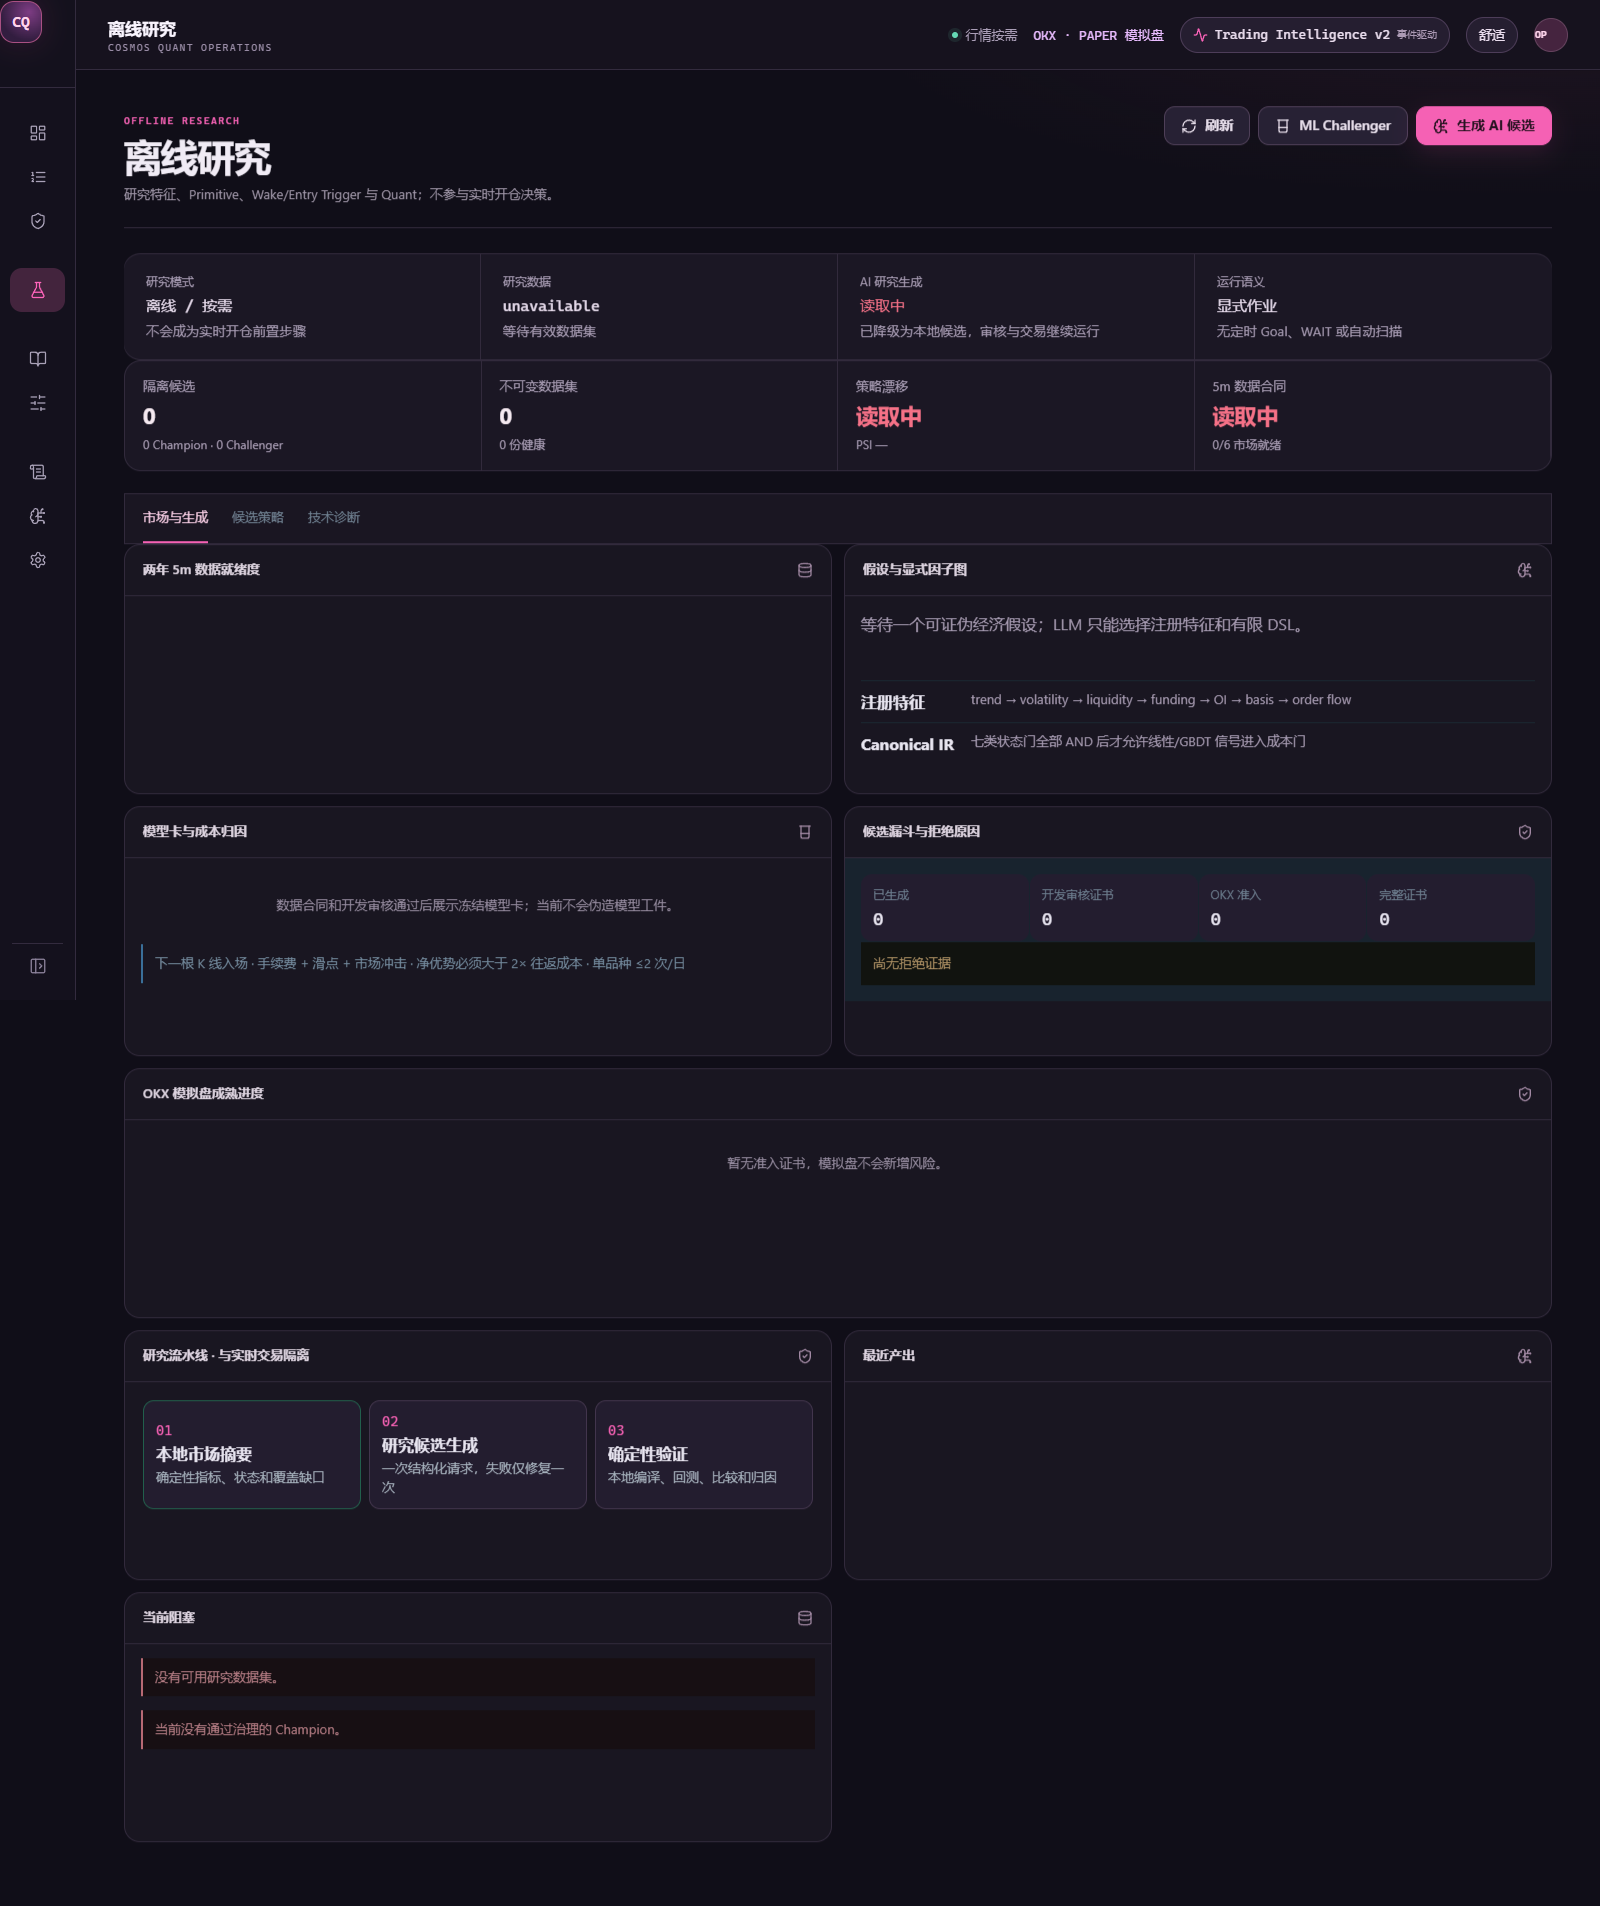 CQ
离线研究
COSMOS QUANT OPERATIONS
行情按需
OKX · PAPER 模拟盘
Trading Intelligence v2 事件驱动
舒适
OP
OFFLINE RESEARCH
离线研究
研究特征、Primitive、Wake/Entry Trigger 与 Quant；不参与实时开仓决策。
刷新
ML Challenger
生成 AI 候选
研究模式
离线 / 按需
不会成为实时开仓前置步骤
研究数据
unavailable
等待有效数据集
AI 研究生成
读取中
已降级为本地候选，审核与交易继续运行
运行语义
显式作业
无定时 Goal、WAIT 或自动扫描
隔离候选
0
0 Champion · 0 Challenger
不可变数据集
0
0 份健康
策略漂移
读取中
PSI —
5m 数据合同
读取中
0/6 市场就绪
市场与生成
候选策略
技术诊断
两年 5m 数据就绪度
假设与显式因子图
等待一个可证伪经济假设；LLM 只能选择注册特征和有限 DSL。
注册特征
trend → volatility → liquidity → funding → OI → basis → order flow
Canonical IR
七类状态门全部 AND 后才允许线性/GBDT 信号进入成本门
模型卡与成本归因
数据合同和开发审核通过后展示冻结模型卡；当前不会伪造模型工件。
下一根 K 线入场 · 手续费 + 滑点 + 市场冲击 · 净优势必须大于 2× 往返成本 · 单品种 ≤2 次/日
候选漏斗与拒绝原因
已生成
0
开发审核证书
0
OKX 准入
0
完整证书
0
尚无拒绝证据
OKX 模拟盘成熟进度
暂无准入证书，模拟盘不会新增风险。
研究流水线 · 与实时交易隔离
01
本地市场摘要
确定性指标、状态和覆盖缺口
02
研究候选生成
一次结构化请求，失败仅修复一
次
03
确定性验证
本地编译、回测、比较和归因
最近产出
当前阻塞
没有可用研究数据集。
当前没有通过治理的 Champion。